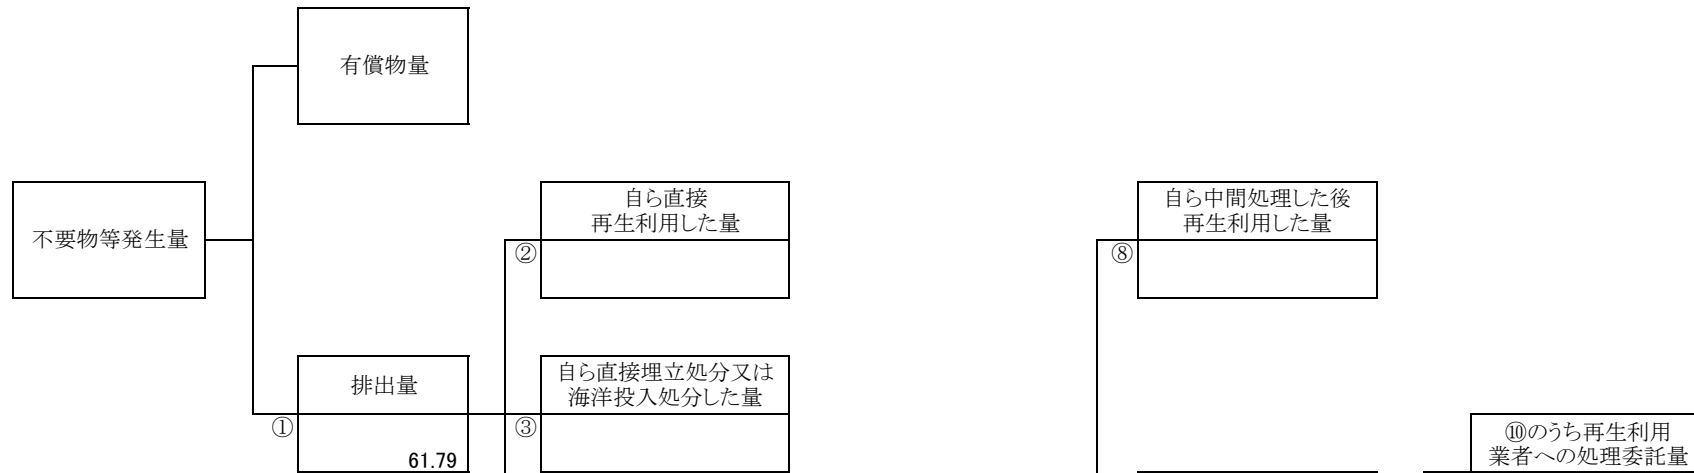 有償物量
不要物等発生量
自ら直接
再生利用した量
②
自ら中間処理した後
再生利用した量
⑧
排出量
①
61.79
自ら直接埋立処分又は
海洋投入処分した量
③
⑩のうち再生利用
業者への処理委託量